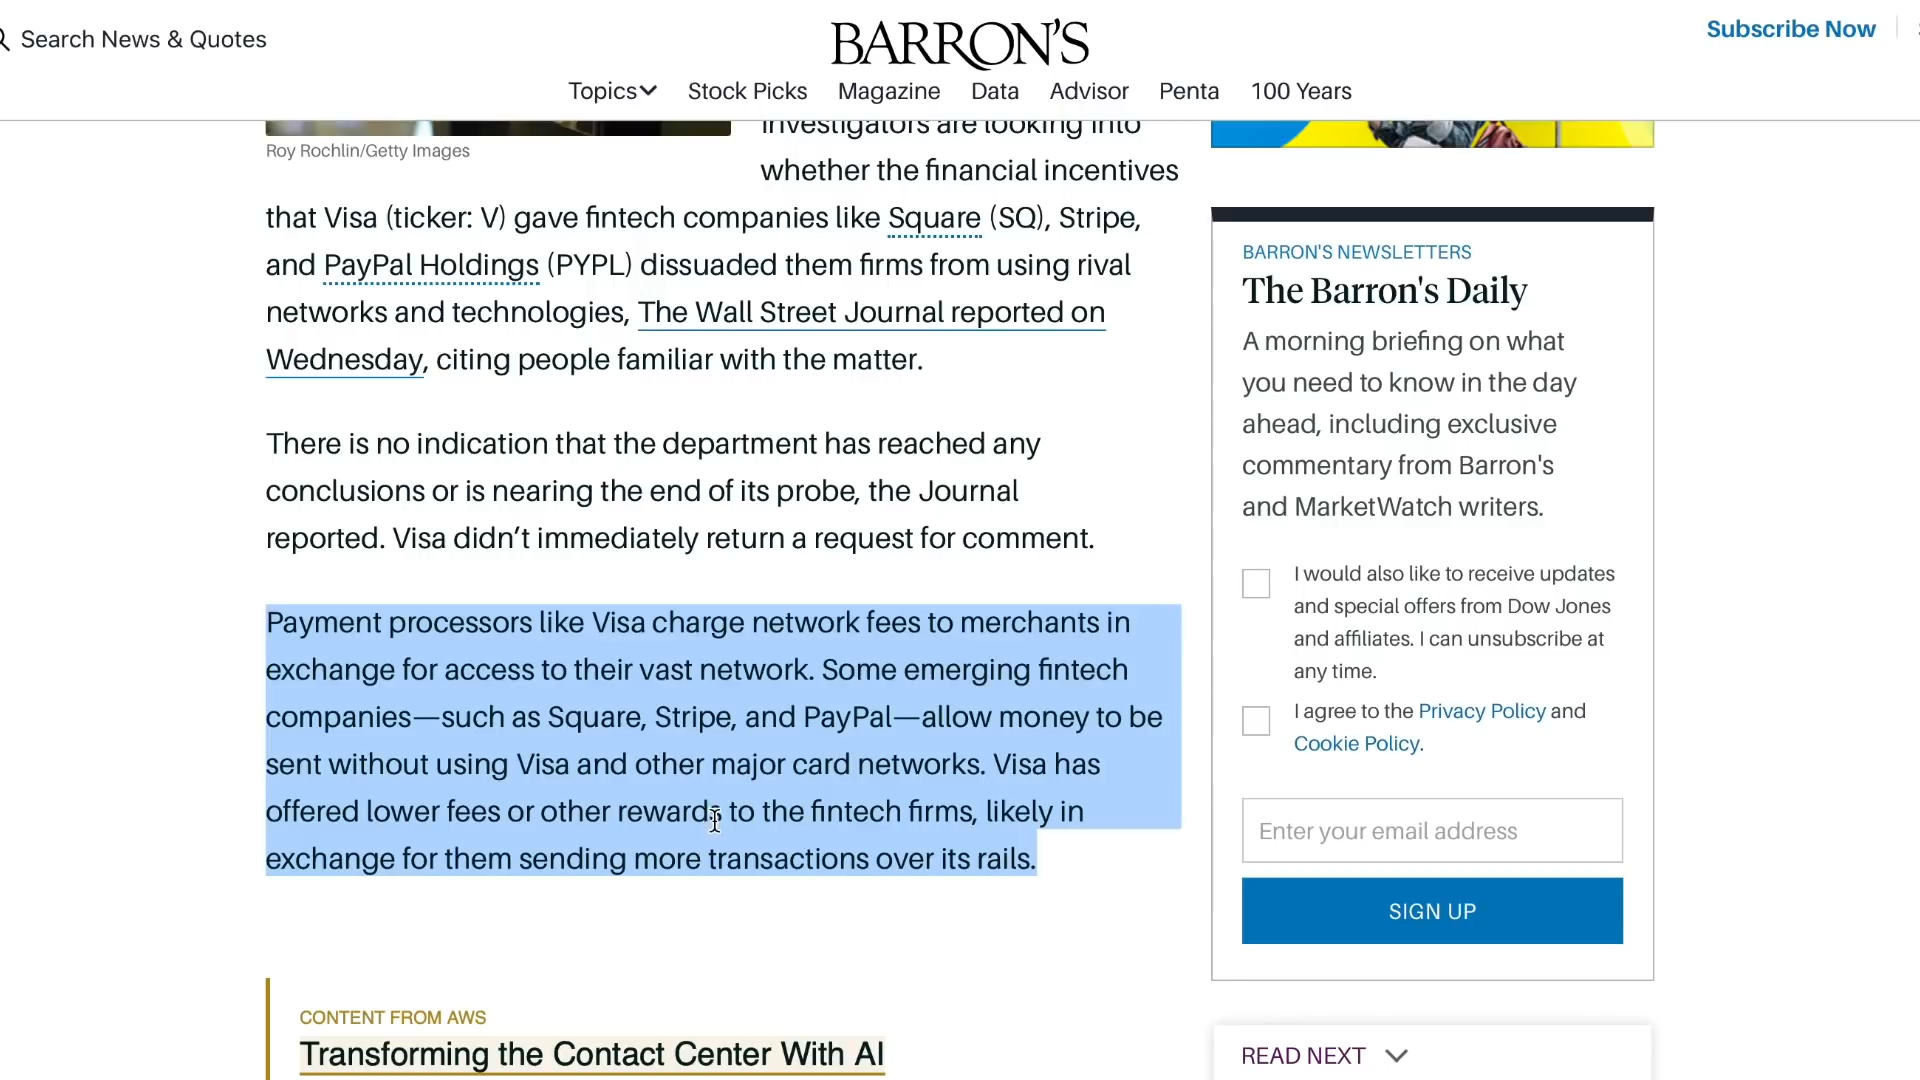 Search News & Quotes
BARRON'S
Subscribe Now
Topics
Stock Picks
Magazine
Data
Advisor
Penta
100 Years
Roy Rochlin/Getty Images
Investigators are looking into
whether the financial incentives
that Visa (ticker: V) gave fintech companies like Square (SQ), Stripe,
and PayPal Holdings (PYPL) dissuaded them firms from using rival
networks and technologies, The Wall Street Journal reported on
Wednesday, citing people familiar with the matter.
There is no indication that the department has reached any
conclusions or is nearing the end of its probe, the Journal
reported. Visa didn’t immediately return a request for comment.
Payment processors like Visa charge network fees to merchants in
exchange for access to their vast network. Some emerging fintech
companies—such as Square, Stripe, and PayPal—allow money to be
sent without using Visa and other major card networks. Visa has
offered lower fees or other rewards to the fintech firms, likely in
exchange for them sending more transactions over its rails.
CONTENT FROM AWS
Transforming the Contact Center With AI
BARRON'S NEWSLETTERS
The Barron's Daily
A morning briefing on what
you need to know in the day
ahead, including exclusive
commentary from Barron's
and MarketWatch writers.
I would also like to receive updates
and special offers from Dow Jones
and affiliates. I can unsubscribe at
any time.
I agree to the Privacy Policy and
Cookie Policy.
Enter your email address
SIGN UP
READ NEXT